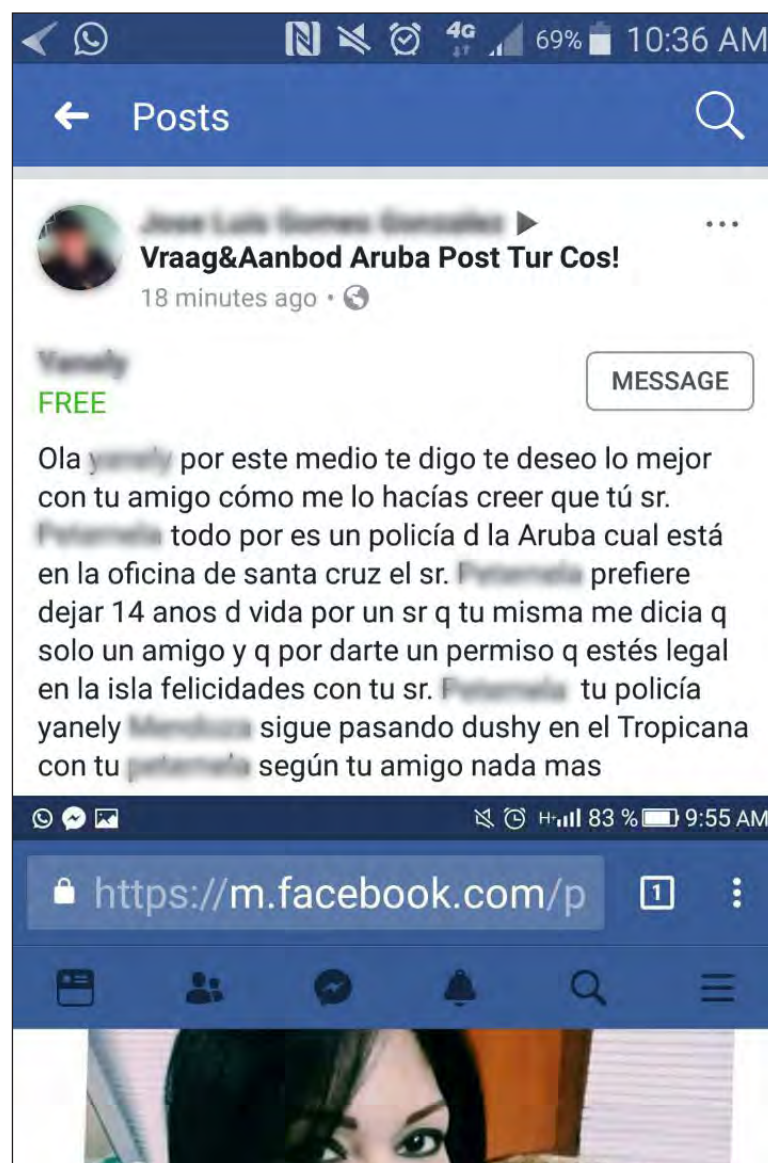 4G 69% 10:36 AM
Posts
Vraag&Aanbod Aruba Post Tur Cos!
18 minutes ago •
FREE
MESSAGE
Ola por este medio te digo te deseo lo mejor
con tu amigo cómo me lo hacías creer que tú sr.
todo por es un policía d la Aruba cual está
en la oficina de santa cruz el sr. prefiere
dejar 14 anos d vida por un sr q tu misma me dicia q
solo un amigo y q por darte un permiso q estés legal
en la isla felicidades con tu sr. tu policía
yanely sigue pasando dushy en el Tropicana
con tu según tu amigo nada mas
H+ 83 % 9:55 AM
https://m.facebook.com/p
1